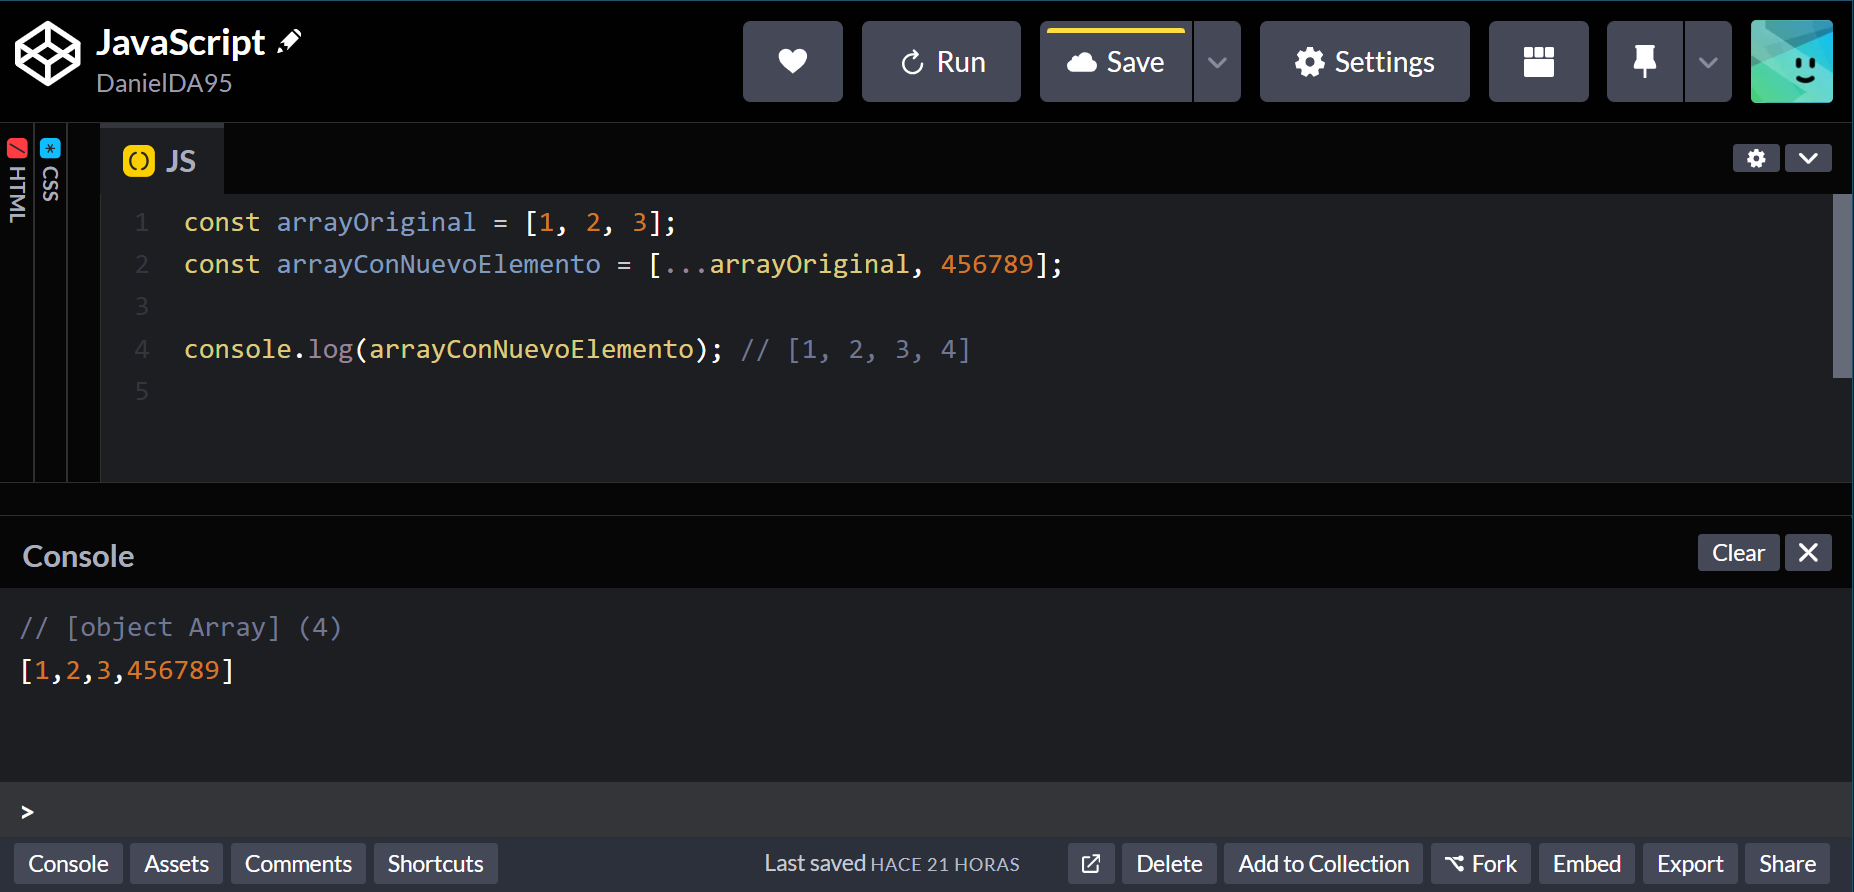 JavaScript
DanielDA95
Run
Save
Settings
HTML
CSS
JS
1 const arrayOriginal = [1, 2, 3];
2 const arrayConNuevoElemento = [...arrayOriginal, 456789];
3
4 console.log(arrayConNuevoElemento); // [1, 2, 3, 4]
5
Console
Clear
// [object Array] (4)
[1,2,3,456789]
>
Console Assets Comments Shortcuts Last saved HACE 21 HORAS Delete Add to Collection Fork Embed Export Share